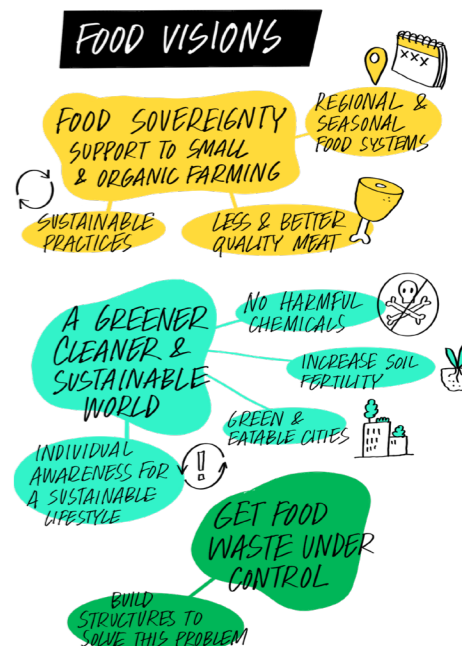 FOOD VISIONS
FOOD SOVEREIGNTY
SUPPORT TO SMALL
& ORGANIC FARMING
REGIONAL &
SEASONAL
FOOD SYSTEMS
SUSTAINABLE
PRACTICES
LESS & BETTER
QUALITY MEAT
A GREENER
CLEANER &
SUSTAINABLE
WORLD
NO HARMFUL
CHEMICALS
INCREASE SOIL
FERTILITY
GREEN &
EATABLE CITIES
INDIVIDUAL
AWARENESS FOR
A SUSTAINABLE
LIFESTYLE
!
GET FOOD
WASTE UNDER
CONTROL
BUILD
STRUCTURES TO
SOLVE THIS PROBLEM